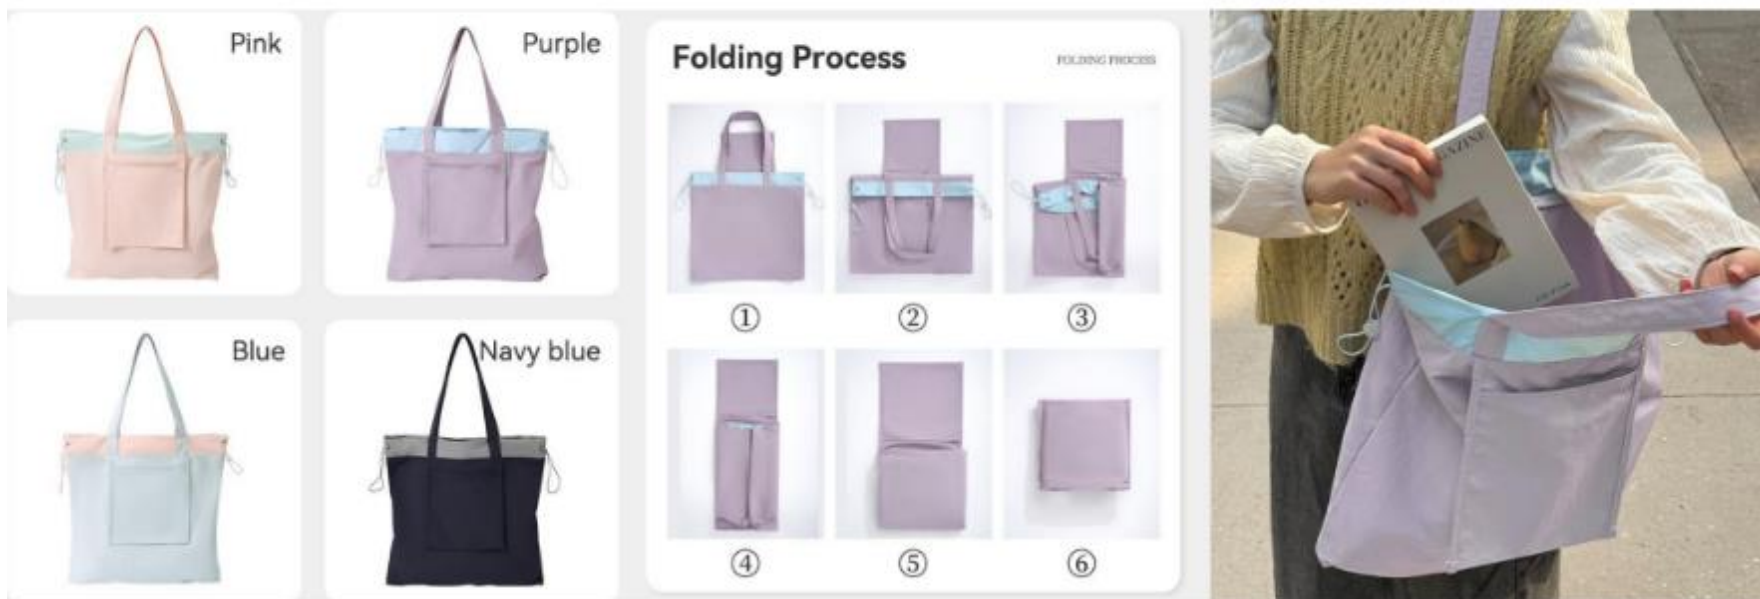 Pink
Purple
Blue
Navy blue
Folding Process
FOLDING PROCESS
①
②
③
④
⑤
⑥